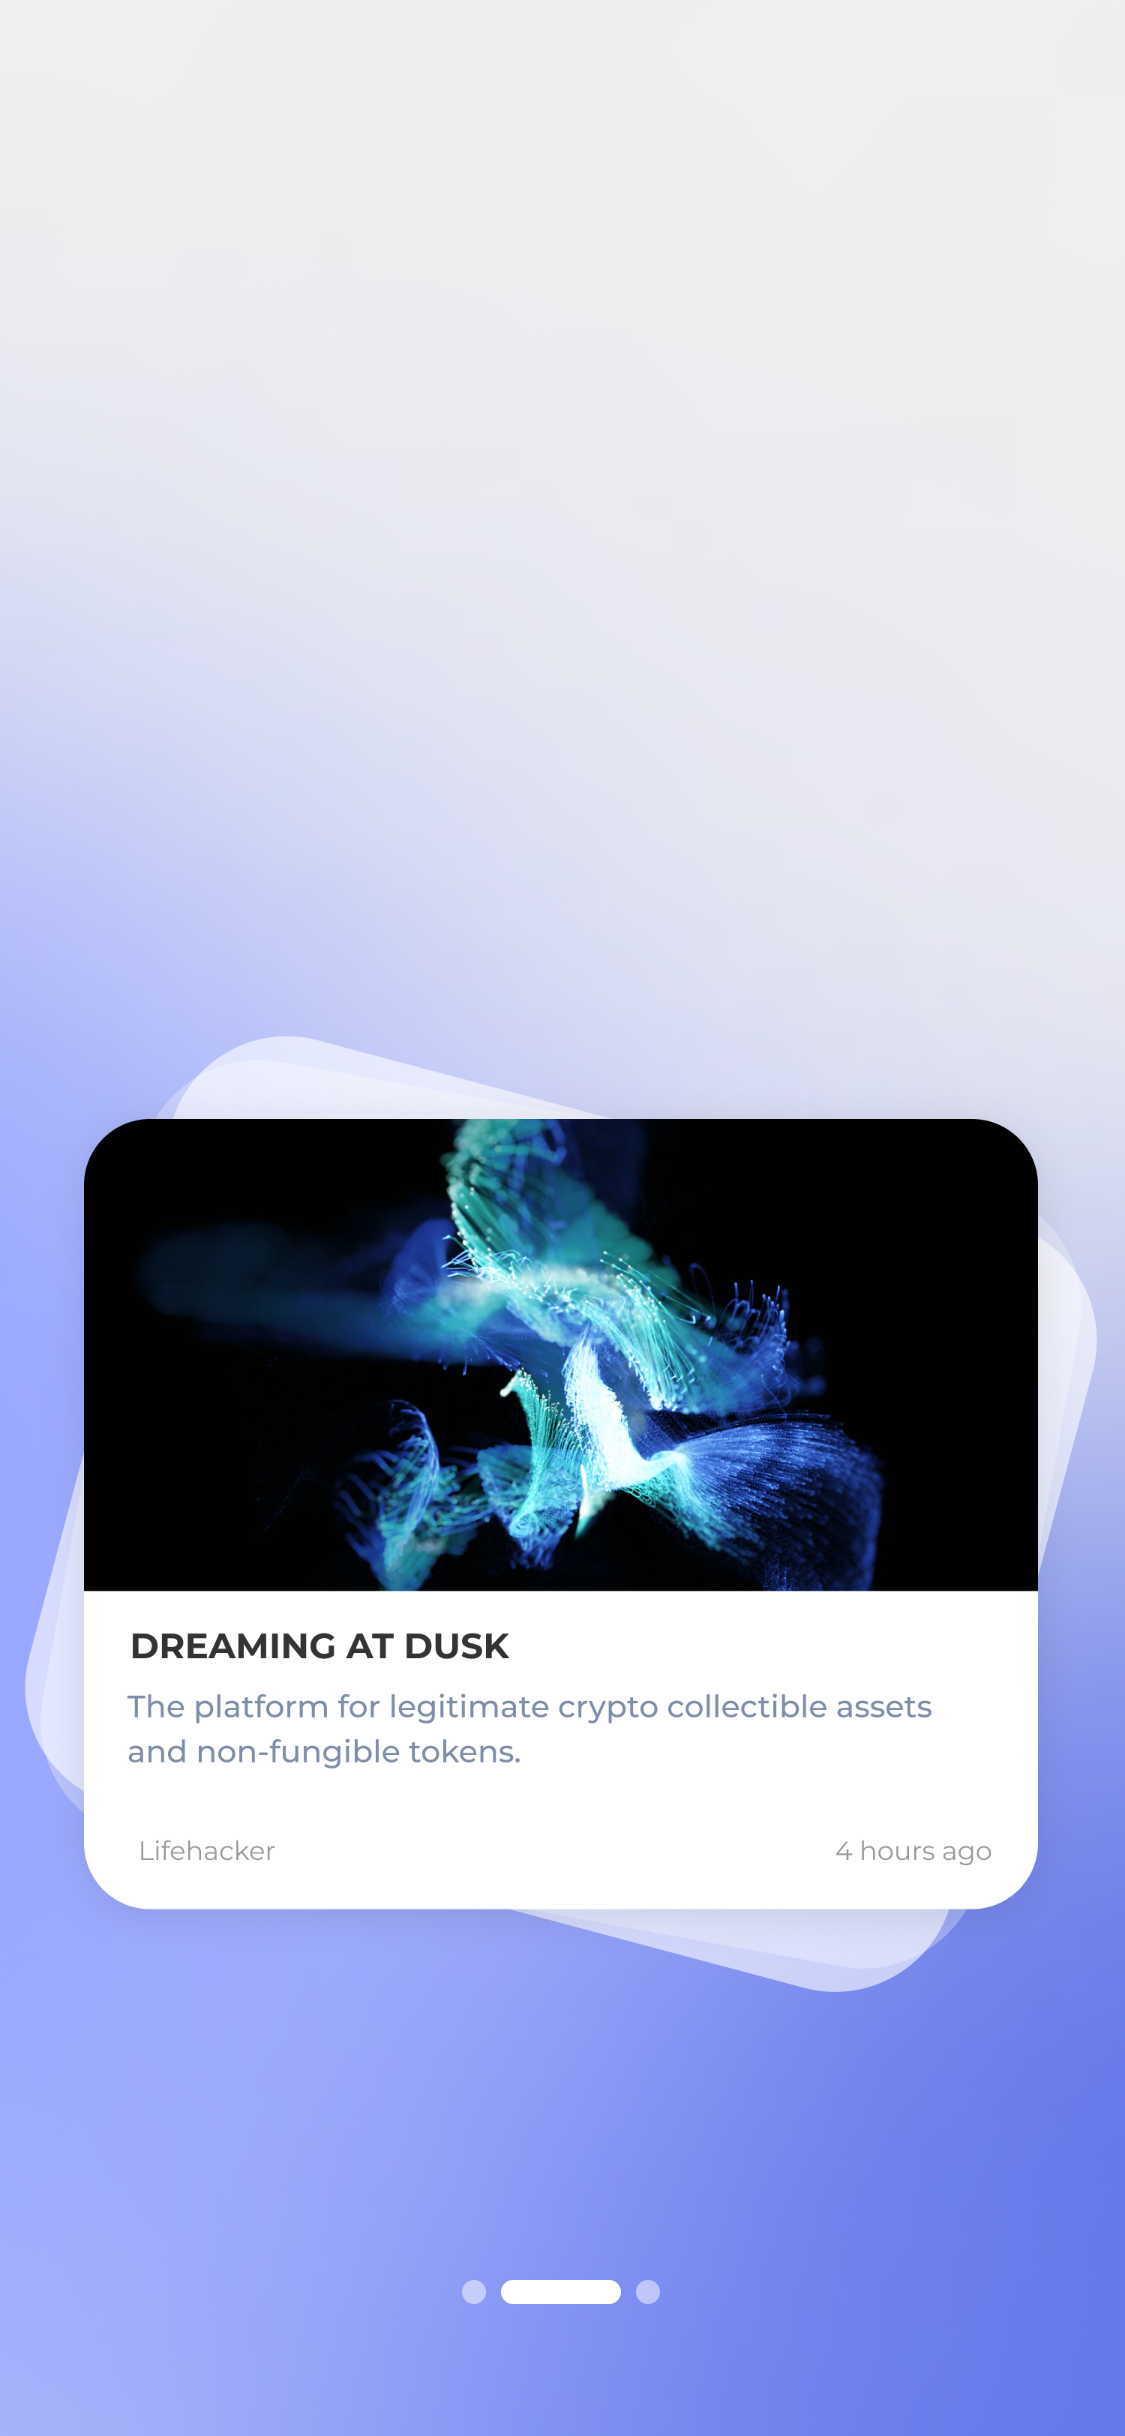 DREAMING AT DUSK
The platform for legitimate crypto collectible assets
and non-fungible tokens.
Lifehacker
4 hours ago